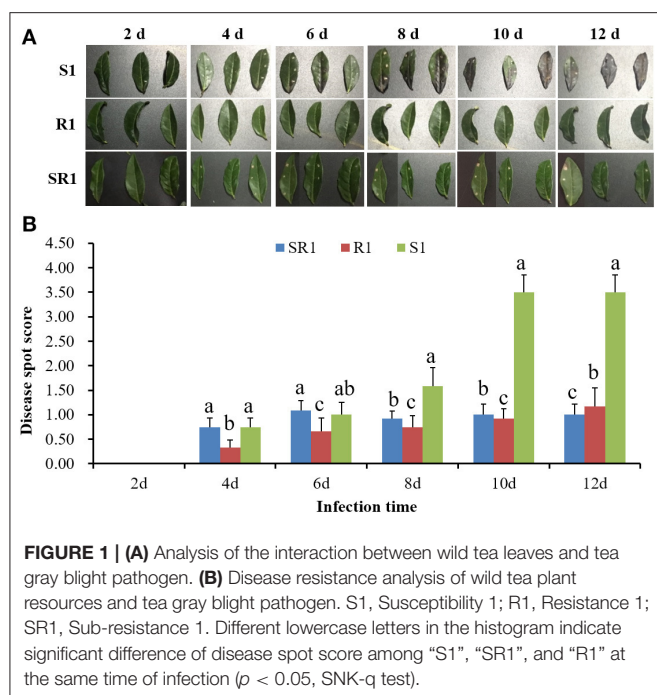 A
2 d 4 d 6 d 8 d 10 d 12 d
S1
R1
SR1
B
Disease spot score
4.50
4.00
3.50
3.00
2.50
2.00
1.50
1.00
0.50
0.00
SR1 R1 S1
a b a
a c ab
b c a
b c a
c b a
2d 4d 6d 8d 10d 12d
Infection time
FIGURE 1 | (A) Analysis of the interaction between wild tea leaves and tea
gray blight pathogen. (B) Disease resistance analysis of wild tea plant
resources and tea gray blight pathogen. S1, Susceptibility 1; R1, Resistance 1;
SR1, Sub-resistance 1. Different lowercase letters in the histogram indicate
significant difference of disease spot score among “S1”, “SR1”, and “R1” at
the same time of infection (p < 0.05, SNK-q test).